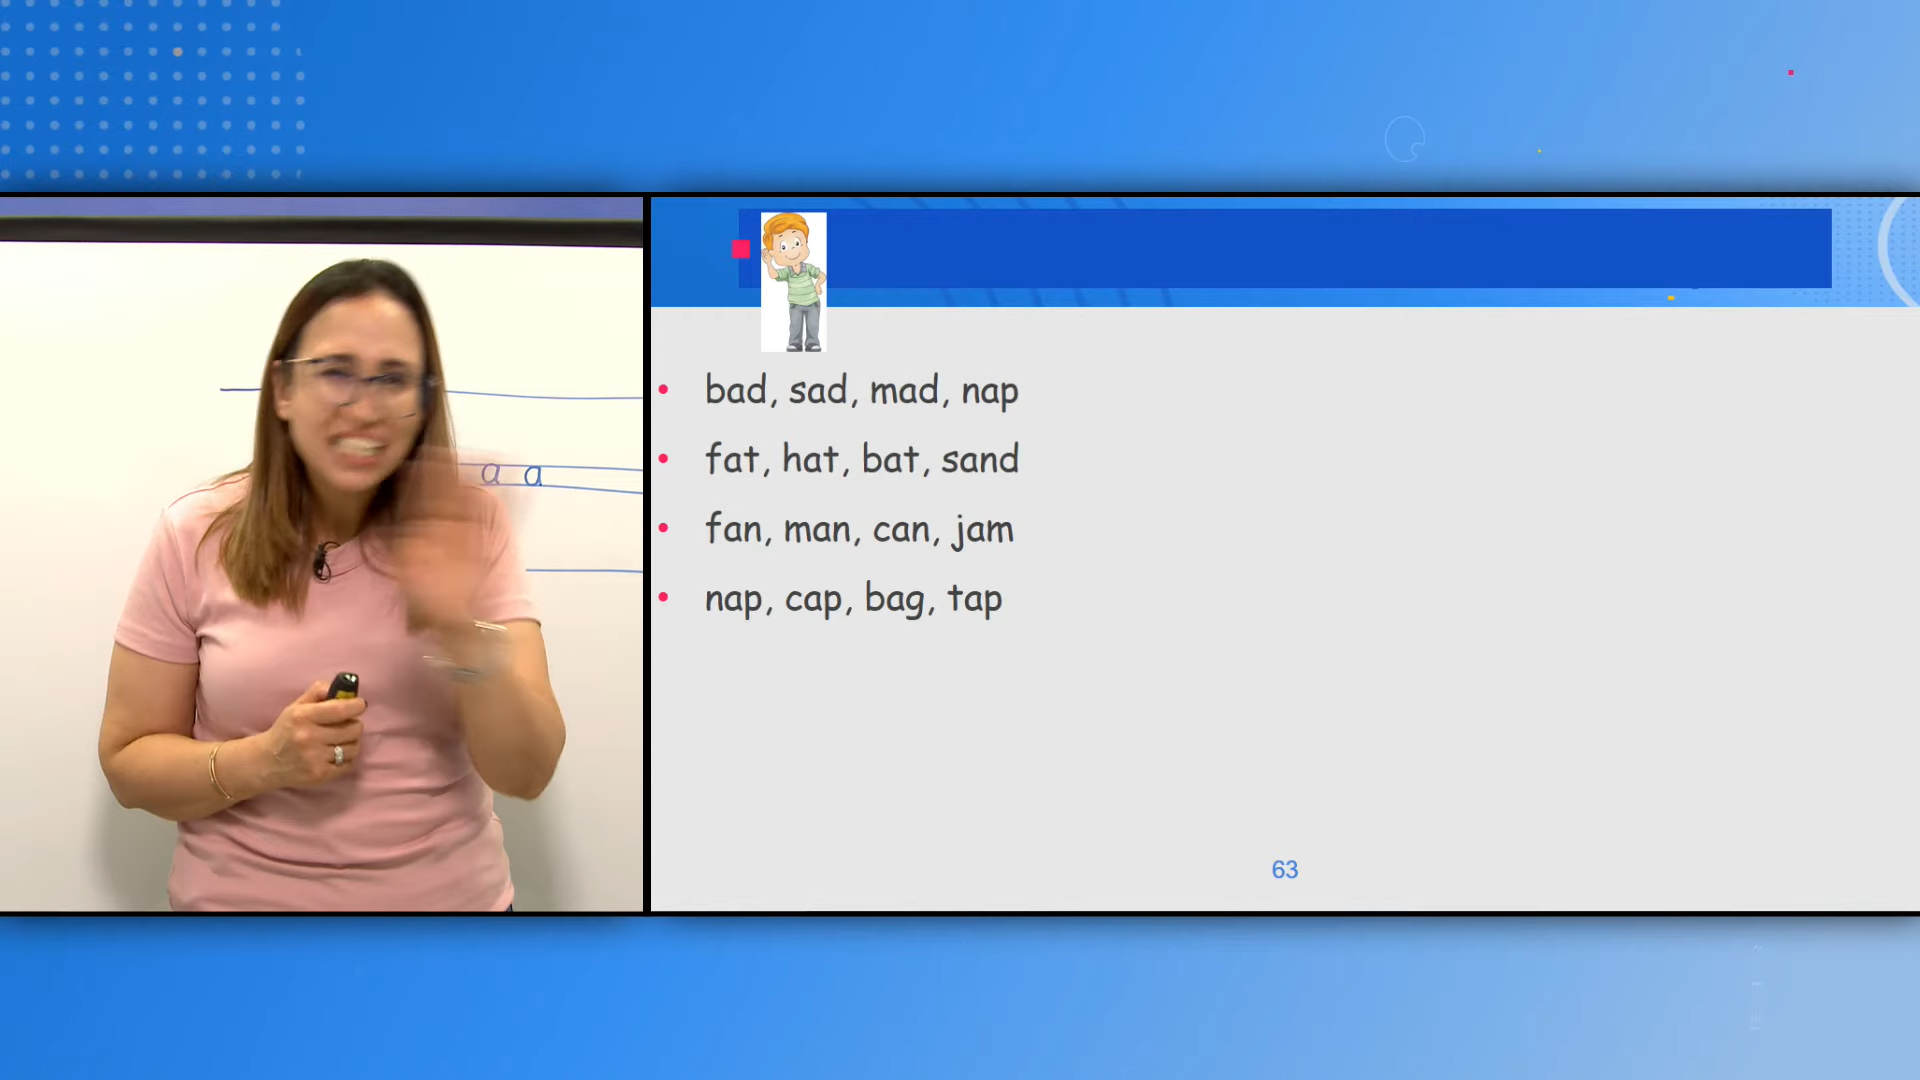 a a
bad, sad, mad, nap
fat, hat, bat, sand
fan, man, can, jam
nap, cap, bag, tap
63